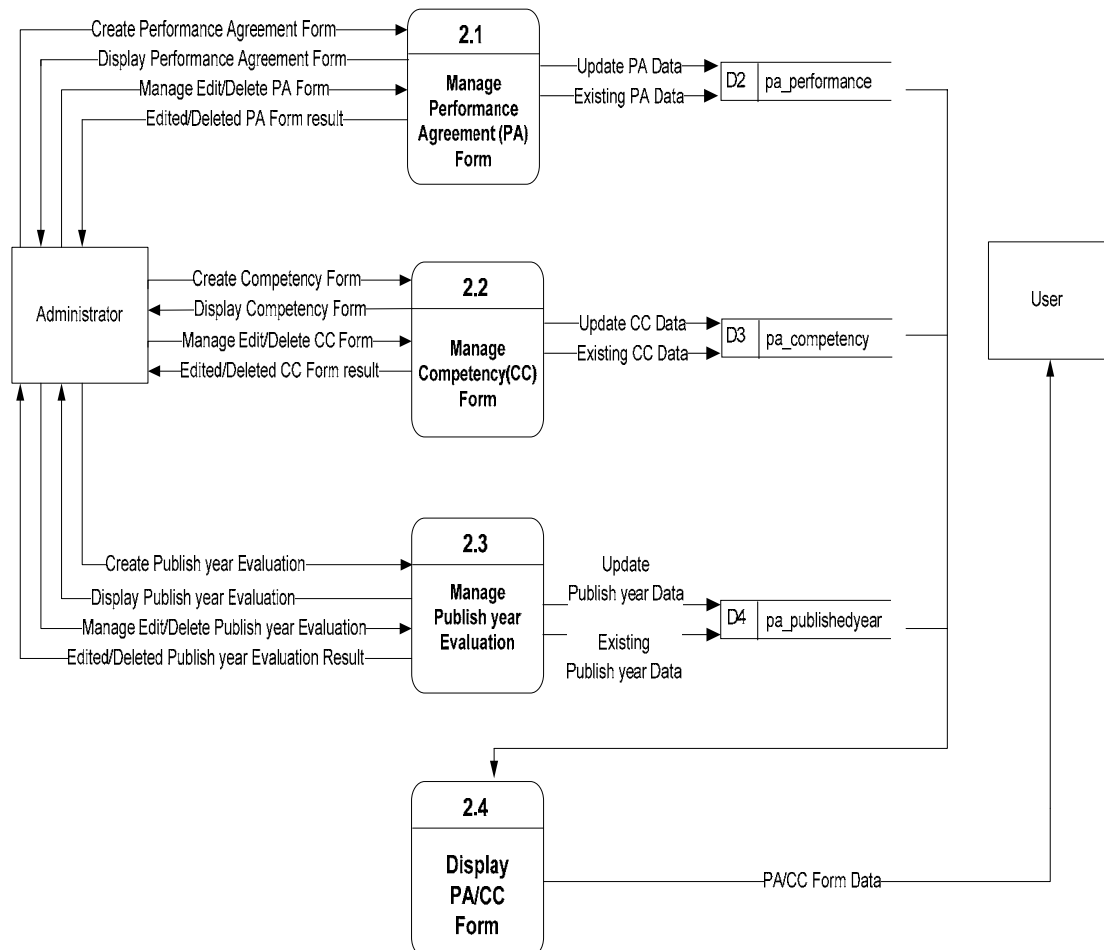 Create Performance Agreement Form
Display Performance Agreement Form
Manage Edit/Delete PA Form
Edited/Deleted PA Form result
2.1
Manage
Performance
Agreement (PA)
Form
Update PA Data
Existing PA Data
D2 pa_performance
Administrator
Create Competency Form
Display Competency Form
Manage Edit/Delete CC Form
Edited/Deleted CC Form result
2.2
Manage
Competency(CC)
Form
Update CC Data
Existing CC Data
D3 pa_competency
User
Create Publish year Evaluation
Display Publish year Evaluation
Manage Edit/Delete Publish year Evaluation
Edited/Deleted Publish year Evaluation Result
2.3
Manage
Publish year
Evaluation
Update
Publish year Data
Existing
Publish year Data
D4 pa_publishedyear
2.4
Display
PA/CC
Form
PA/CC Form Data